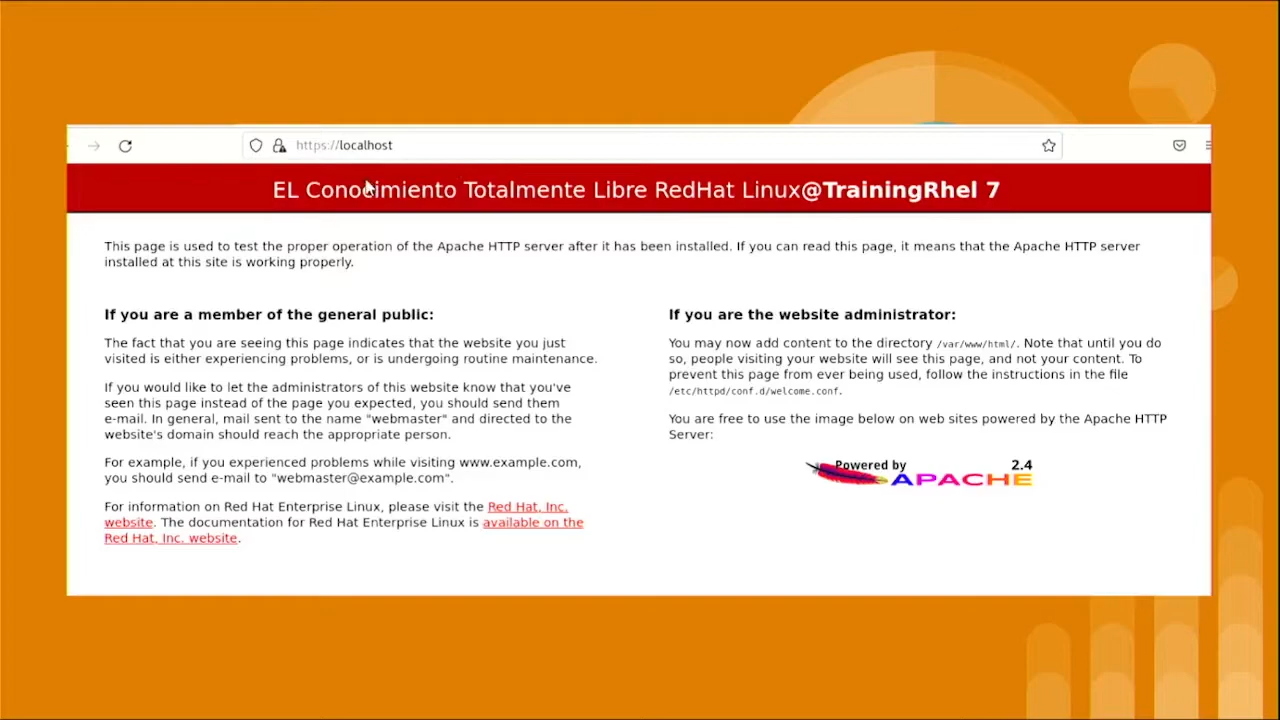 https://localhost
EL Conocimiento Totalmente Libre RedHat Linux@TrainingRhel 7
This page is used to test the proper operation of the Apache HTTP server after it has been installed. If you can read this page, it means that the Apache HTTP server
installed at this site is working properly.
If you are a member of the general public:
The fact that you are seeing this page indicates that the website you just
visited is either experiencing problems, or is undergoing routine maintenance.
If you would like to let the administrators of this website know that you've
seen this page instead of the page you expected, you should send them
e-mail. In general, mail sent to the name "webmaster" and directed to the
website's domain should reach the appropriate person.
For example, if you experienced problems while visiting www.example.com,
you should send e-mail to "webmaster@example.com".
For information on Red Hat Enterprise Linux, please visit the Red Hat, Inc.
website. The documentation for Red Hat Enterprise Linux is available on the
Red Hat, Inc. website.
If you are the website administrator:
You may now add content to the directory /var/www/html/. Note that until you do
so, people visiting your website will see this page, and not your content. To
prevent this page from ever being used, follow the instructions in the file
/etc/httpd/conf.d/welcome.conf.
You are free to use the image below on web sites powered by the Apache HTTP
Server:
Powered by 2.4
APACHE